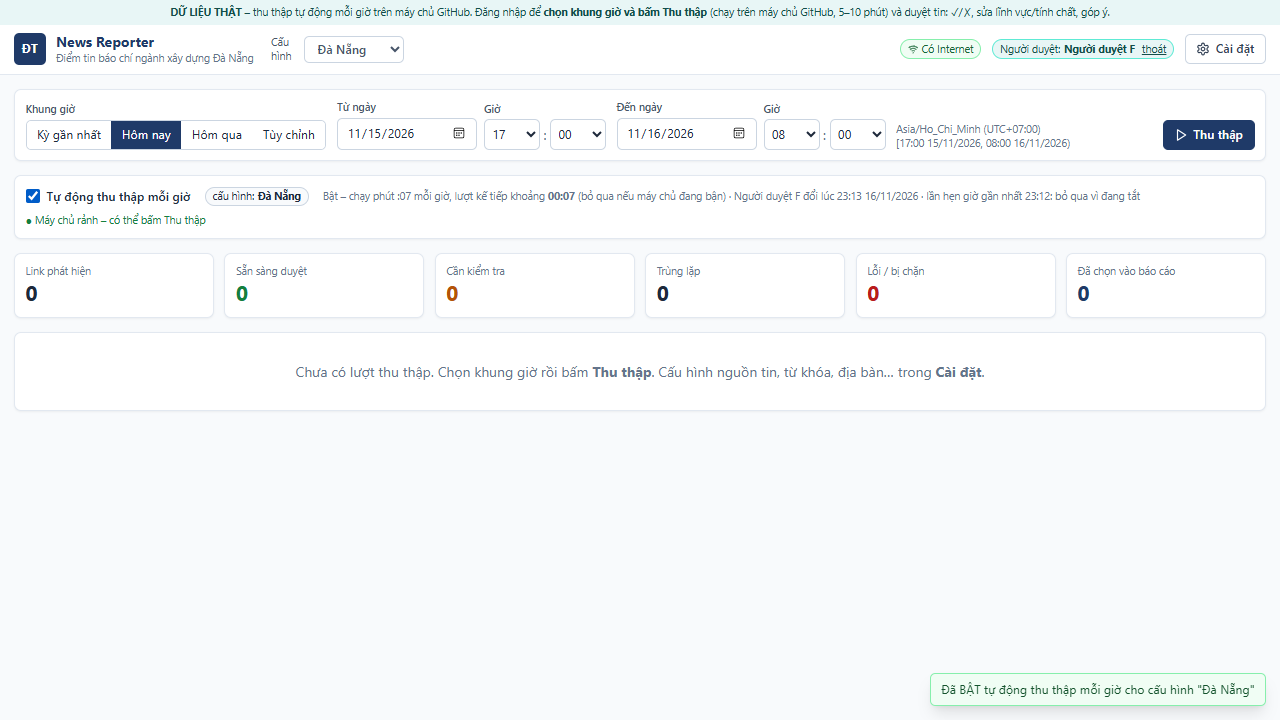 DỮ LIỆU THẬT – thu thập tự động mỗi giờ trên máy chủ GitHub. Đăng nhập để chọn khung giờ và bấm Thu thập (chạy trên máy chủ GitHub, 5–10 phút) và duyệt tin: ✓/✗, sửa lĩnh vực/tính chất, góp ý.
ĐT
News Reporter
Điểm tin báo chí ngành xây dựng Đà Nẵng
Cấu hình
Đà Nẵng
Có Internet
Người duyệt: Người duyệt F thoát
Cài đặt
Khung giờ
Kỳ gần nhất
Hôm nay
Hôm qua
Tùy chỉnh
Từ ngày
11/15/2026
Giờ
17 : 00
Đến ngày
11/16/2026
Giờ
08 : 00
Asia/Ho_Chi_Minh (UTC+07:00)
[17:00 15/11/2026, 08:00 16/11/2026)
Thu thập
Tự động thu thập mỗi giờ
cấu hình: Đà Nẵng
Bật – chạy phút :07 mỗi giờ, lượt kế tiếp khoảng 00:07 (bỏ qua nếu máy chủ đang bận) · Người duyệt F đổi lúc 23:13 16/11/2026 · lần hẹn giờ gần nhất 23:12: bỏ qua vì đang tắt
● Máy chủ rảnh – có thể bấm Thu thập
Link phát hiện
0
Sẵn sàng duyệt
0
Cần kiểm tra
0
Trùng lặp
0
Lỗi / bị chặn
0
Đã chọn vào báo cáo
0
Chưa có lượt thu thập. Chọn khung giờ rồi bấm Thu thập. Cấu hình nguồn tin, từ khóa, địa bàn… trong Cài đặt.
Đã BẬT tự động thu thập mỗi giờ cho cấu hình "Đà Nẵng"